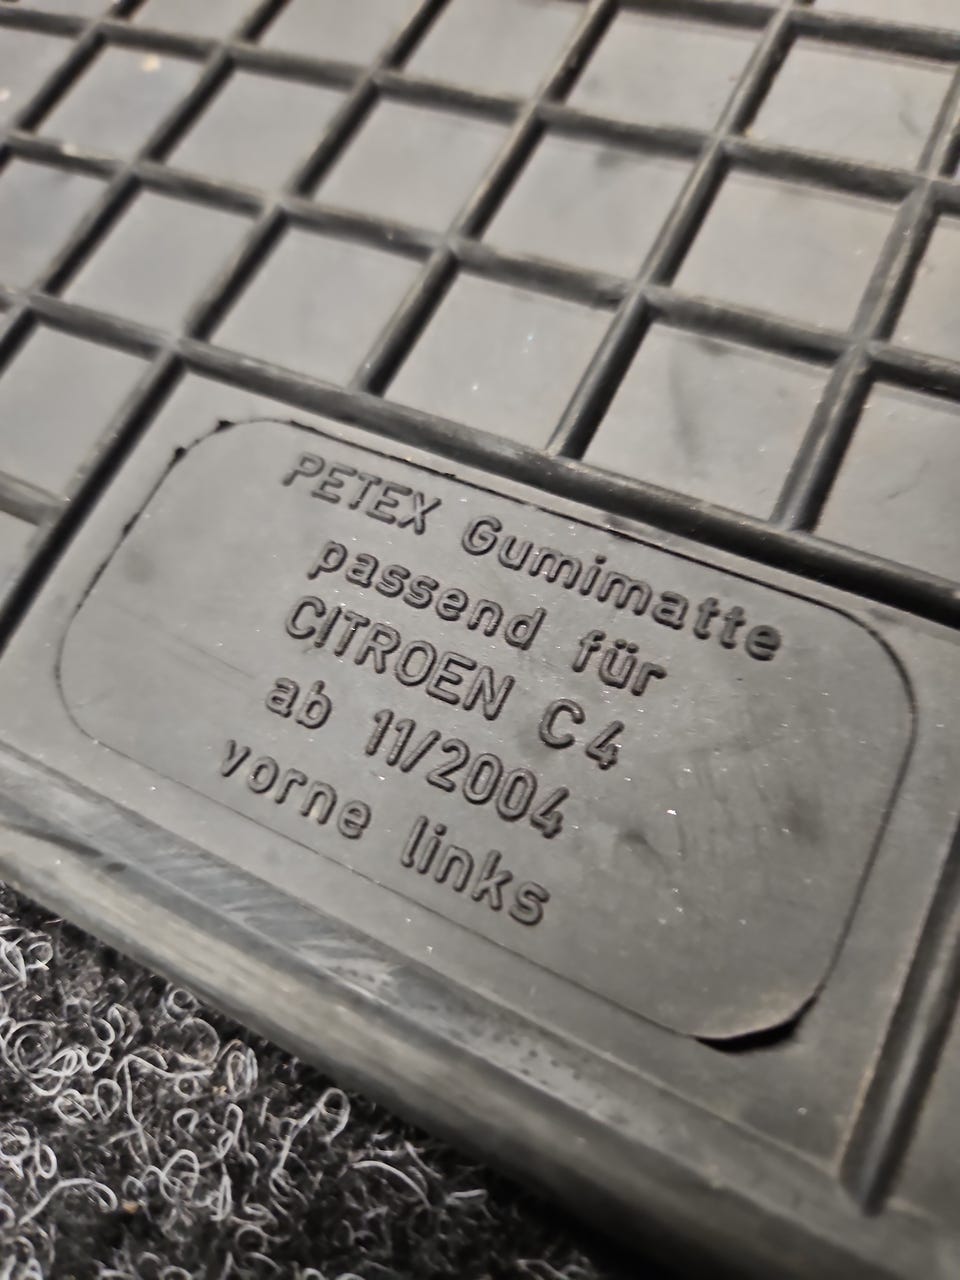 PETEX Gumimatte
passend für
CITROEN C4
ab 11/2004
vorne links